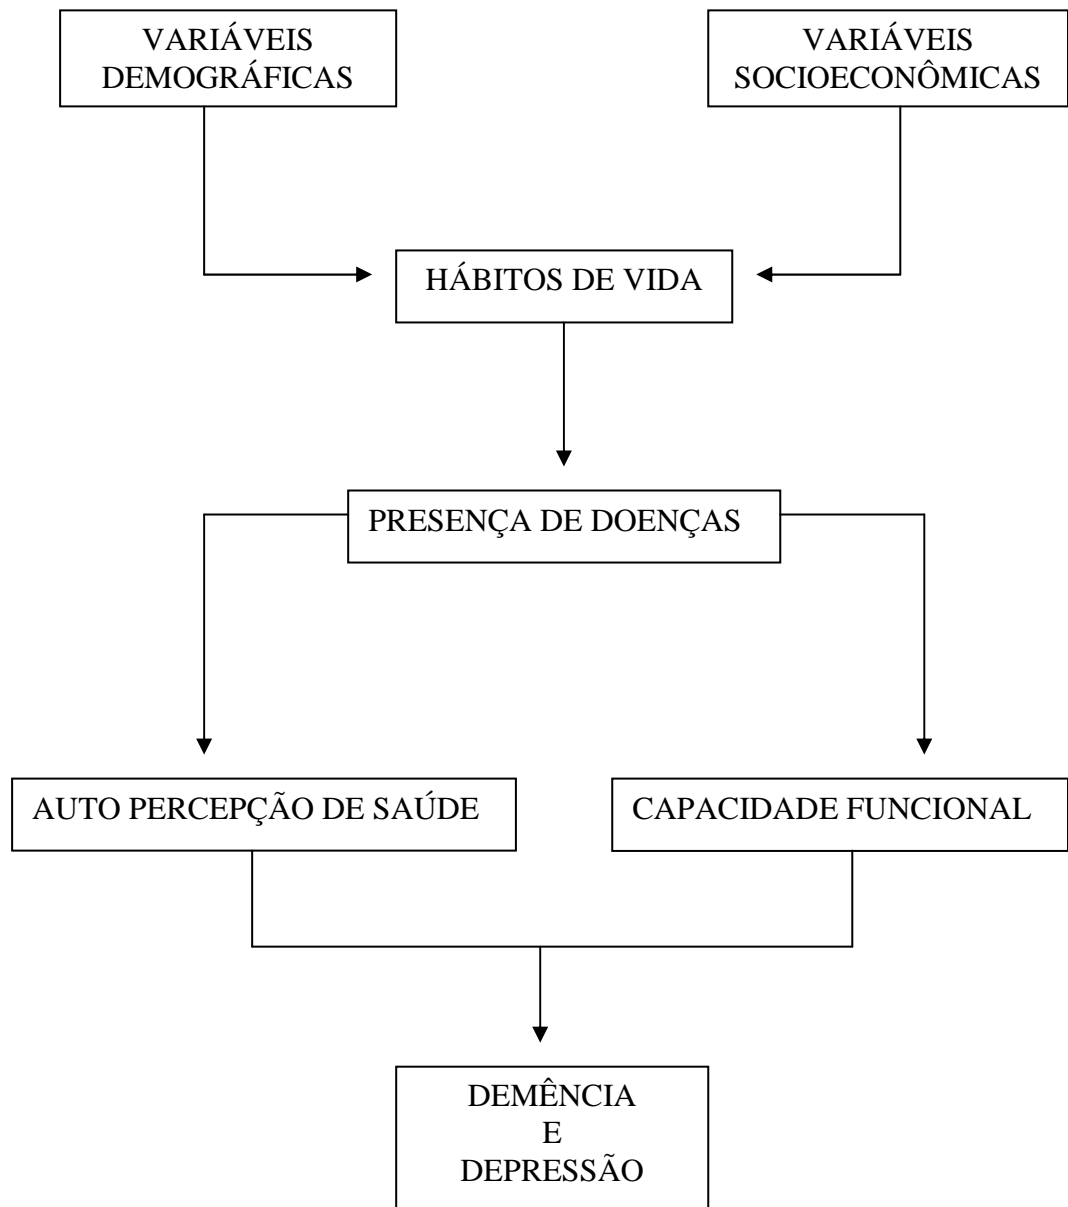 VARIÁVEIS
DEMOGRÁFICAS
VARIÁVEIS
SOCIOECONÔMICAS
HÁBITOS DE VIDA
PRESENÇA DE DOENÇAS
AUTO PERCEPÇÃO DE SAÚDE
CAPACIDADE FUNCIONAL
DEMÊNCIA
E
DEPRESSÃO